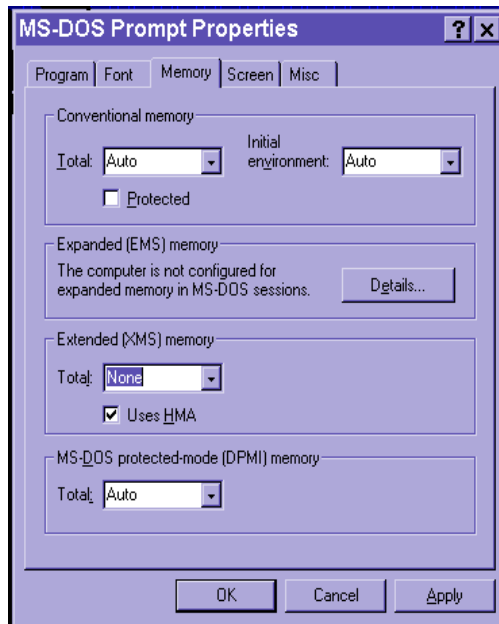 MS-DOS Prompt Properties
? ×
Program Font Memory Screen Misc
Conventional memory
Total: Auto
Initial environment: Auto
Protected
Expanded (EMS) memory
The computer is not configured for
expanded memory in MS-DOS sessions.
Details...
Extended (XMS) memory
Total: None
Uses HMA
MS-DOS protected-mode (DPMI) memory
Total: Auto
OK Cancel Apply